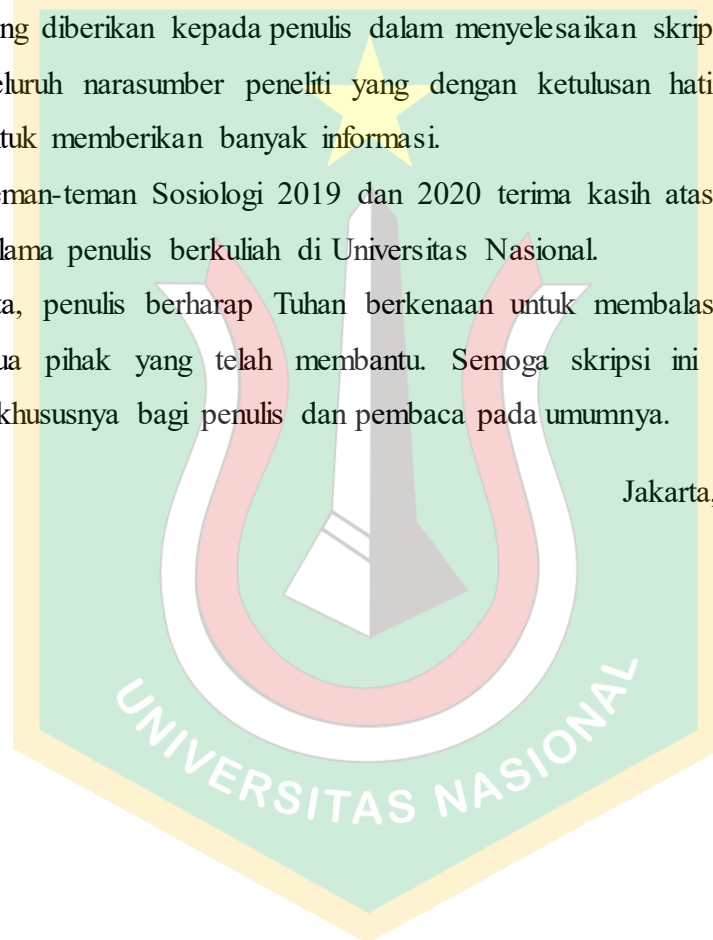 ng diberikan kepada penulis dalam menyelesaikan skrip
eluruh narasumber peneliti yang dengan ketulusan hati
tuk memberikan banyak informasi.
eman-teman Sosiologi 2019 dan 2020 terima kasih atas
lama penulis berkuliah di Universitas Nasional.
ta, penulis berharap Tuhan berkenaan untuk membalas
ua pihak yang telah membantu. Semoga skripsi ini
khususnya bagi penulis dan pembaca pada umumnya.
Jakarta,
UNIVERSITAS NASIONAL